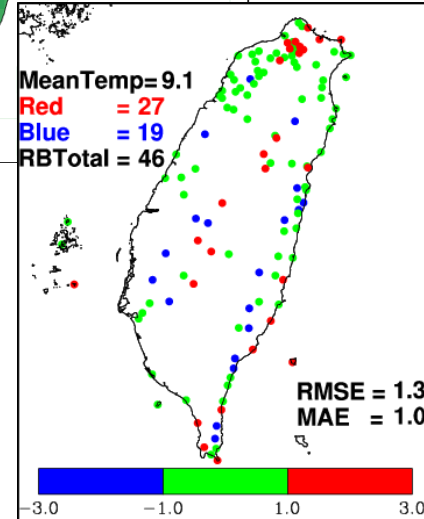 MeanTemp= 9.1
Red = 27
Blue = 19
RBTotal = 46
RMSE = 1.3
MAE = 1.0
−3.0 −1.0 1.0 3.0